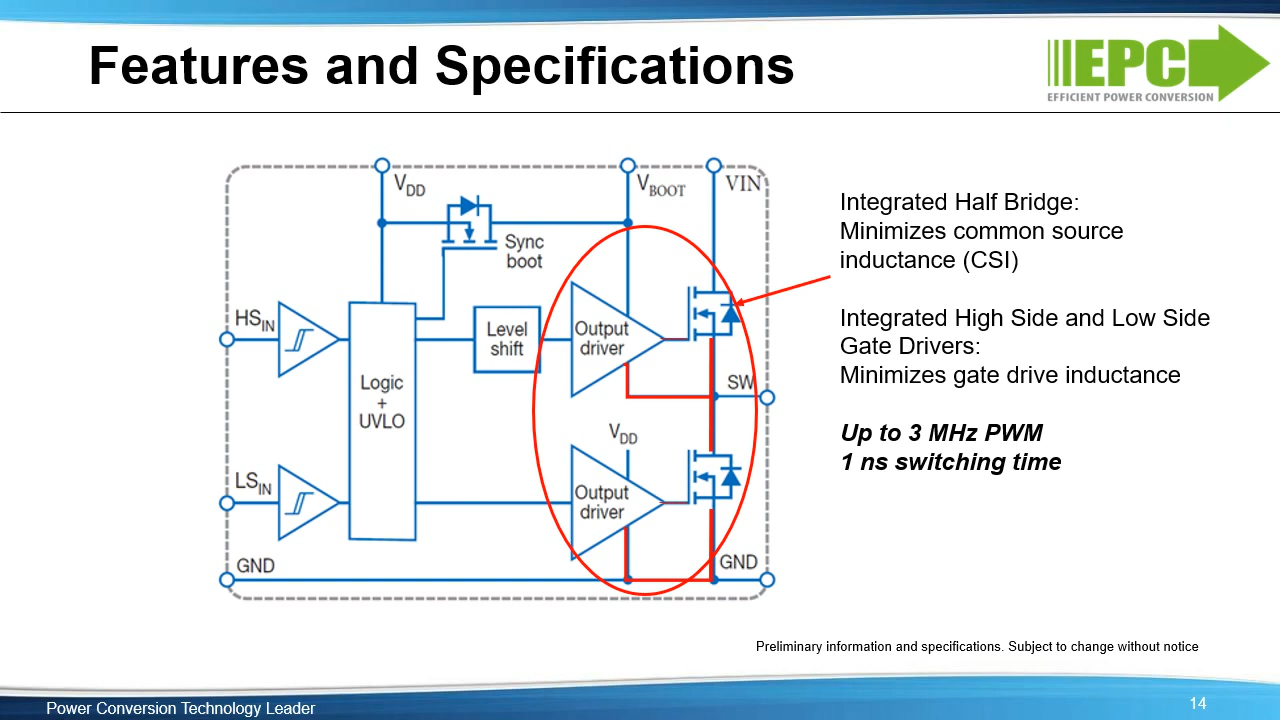 Features and Specifications
EPC
EFFICIENT POWER CONVERSION
VDD
VBOOT
VIN
Sync
boot
HSIN
Level
shift
Output
driver
Logic
+
UVLO
SW
VDD
LSIN
Output
driver
GND
GND
Integrated Half Bridge:
Minimizes common source
inductance (CSI)
Integrated High Side and Low Side
Gate Drivers:
Minimizes gate drive inductance
Up to 3 MHz PWM
1 ns switching time
Preliminary information and specifications. Subject to change without notice
Power Conversion Technology Leader
14